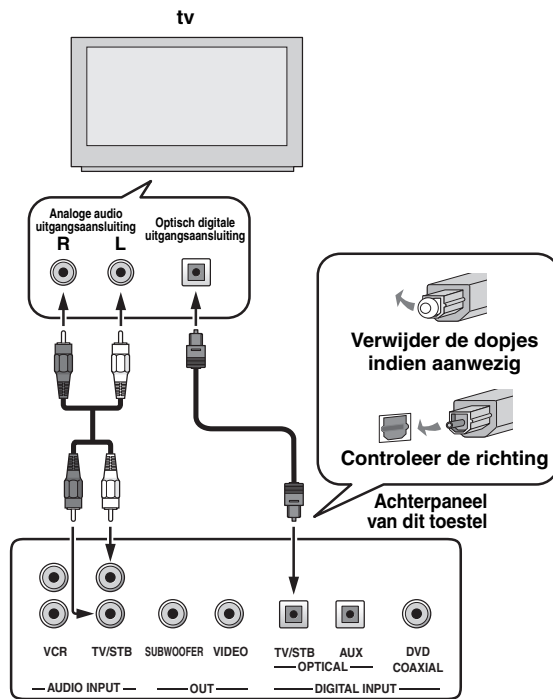 tv
Analoge audio
uitgangsaansluiting
R L
Optisch digitale
uitgangsaansluiting
Verwijder de dopjes
indien aanwezig
Controleer de richting
Achterpaneel
van dit toestel
VCR TV/STB SUBWOOFER VIDEO TV/STB AUX DVD
OPTICAL COAXIAL
AUDIO INPUT OUT DIGITAL INPUT